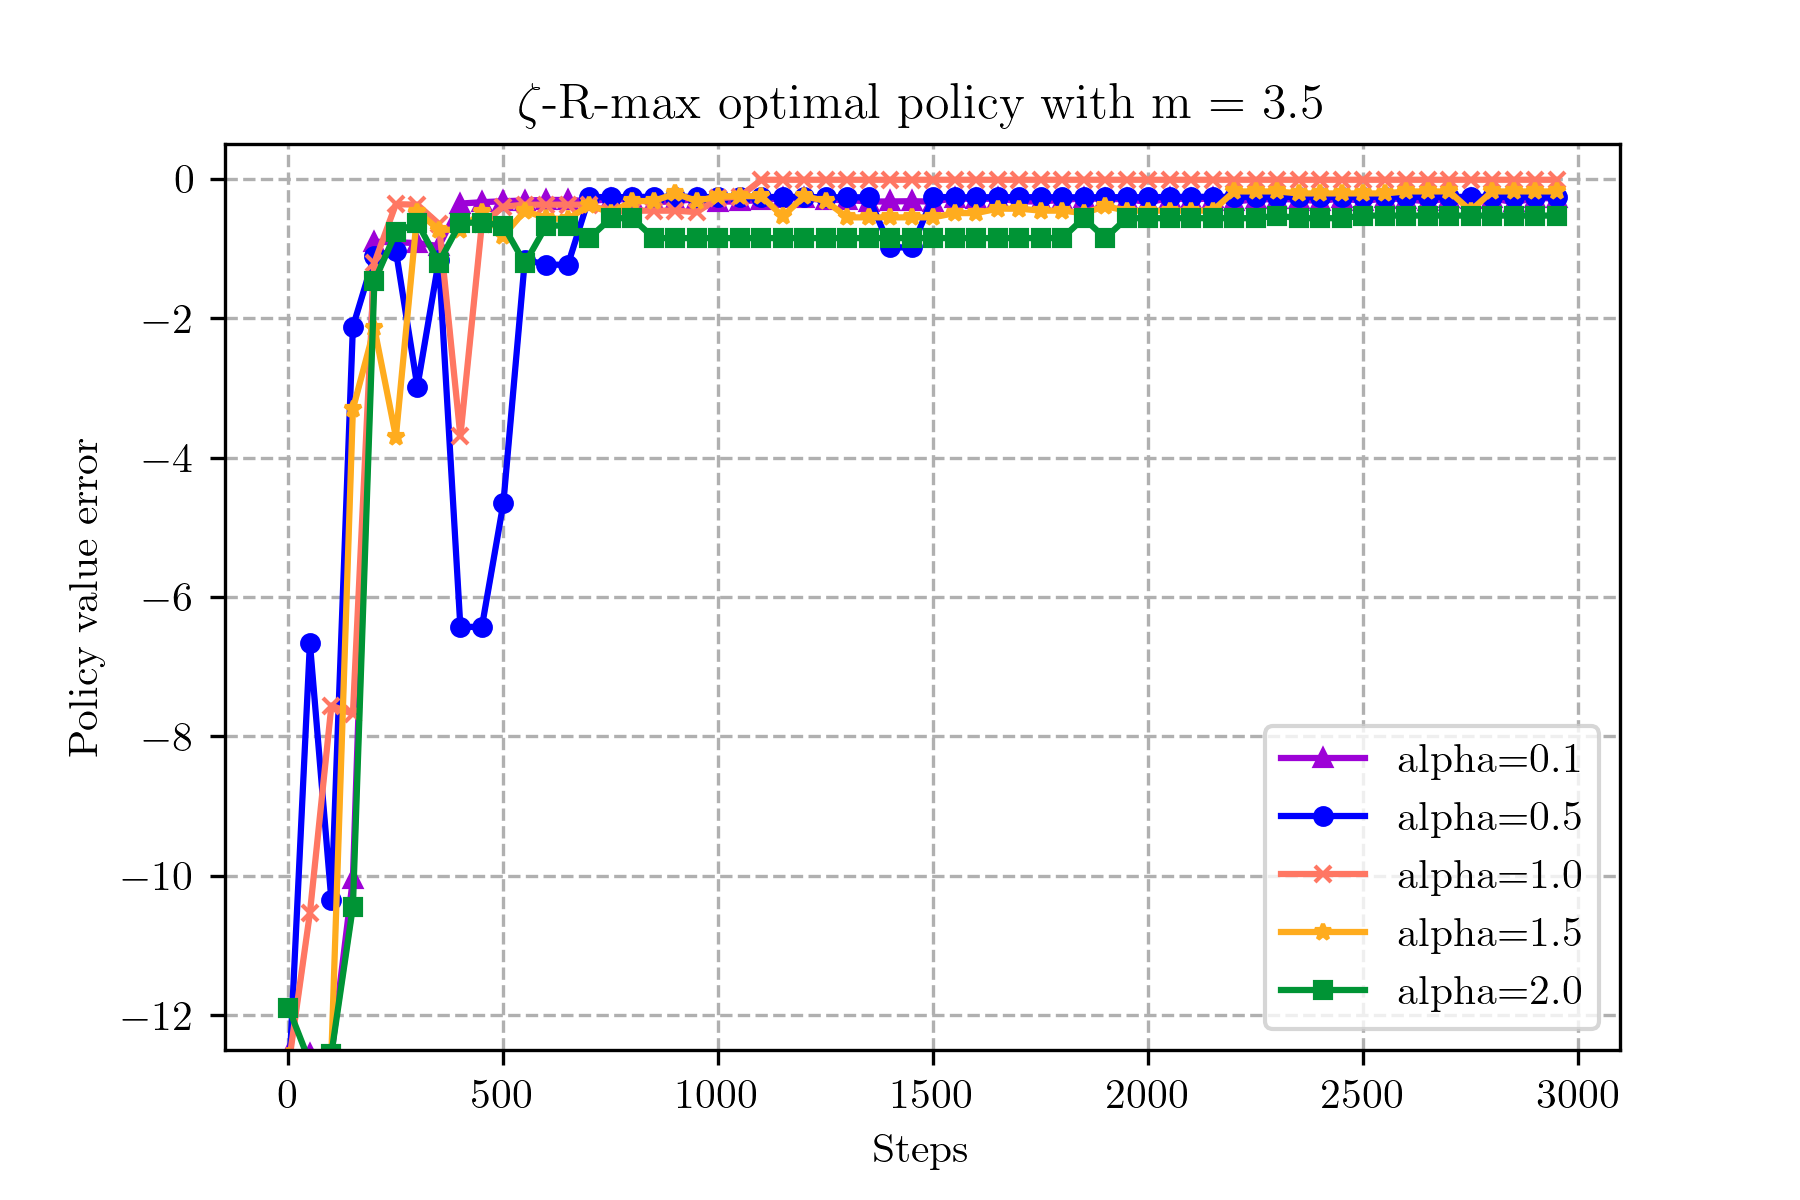 ζ-R-max optimal policy with m = 3.5
Policy value error
0
−2
−4
−6
−8
−10
−12
0 500 1000 1500 2000 2500 3000
Steps
alpha=0.1
alpha=0.5
alpha=1.0
alpha=1.5
alpha=2.0